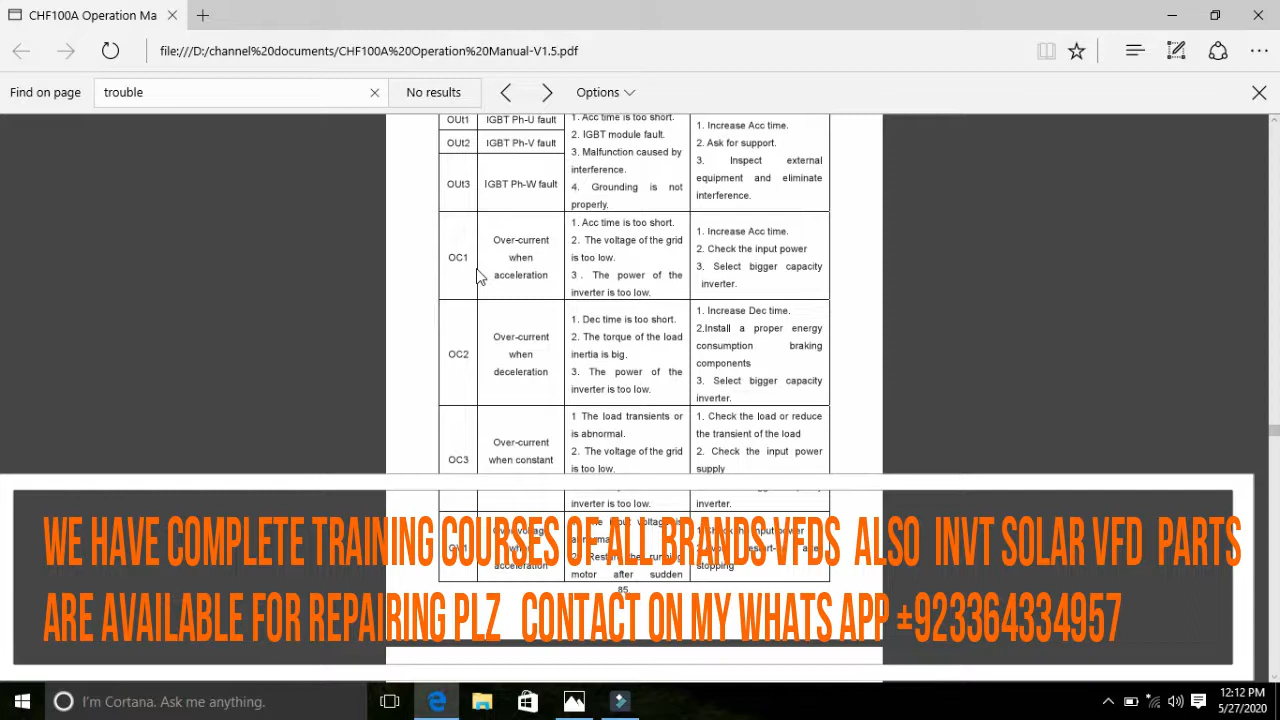 CHF100A Operation Ma
file:///D:/channel%20documents/CHF100A%20Operation%20Manual-V1.5.pdf
Find on page
trouble
No results
Options
OUt1
IGBT Ph-U fault
OUt2
IGBT Ph-V fault
OUt3
IGBT Ph-W fault
1. Acc time is too short.
2. IGBT module fault.
3. Malfunction caused by
interference.
4. Grounding is not
properly.
1. Increase Acc time.
2. Ask for support.
3. Inspect external
equipment and eliminate
interference.
OC1
Over-current
when
acceleration
1. Acc time is too short.
2. The voltage of the grid
is too low.
3 . The power of the
inverter is too low.
1. Increase Acc time.
2. Check the input power
3. Select bigger capacity
inverter.
OC2
Over-current
when
deceleration
1. Dec time is too short.
2. The torque of the load
inertia is big.
3. The power of the
inverter is too low.
1. Increase Dec time.
2.Install a proper energy
consumption braking
components
3. Select bigger capacity
inverter.
OC3
Over-current
when constant
1 The load transients or
is abnormal.
2. The voltage of the grid
is too low.
inverter is too low.
1. Check the load or reduce
the transient of the load
2. Check the input power
supply
inverter.
acceleration
motor after sudden
stopping
85
WE HAVE COMPLETE TRAINING COURSES OF ALL BRANDS VFDS ALSO INVT SOLAR VFD PARTS
ARE AVAILABLE FOR REPAIRING PLZ CONTACT ON MY WHATS APP ±923364334957
I'm Cortana. Ask me anything.
12:12 PM
5/27/2020